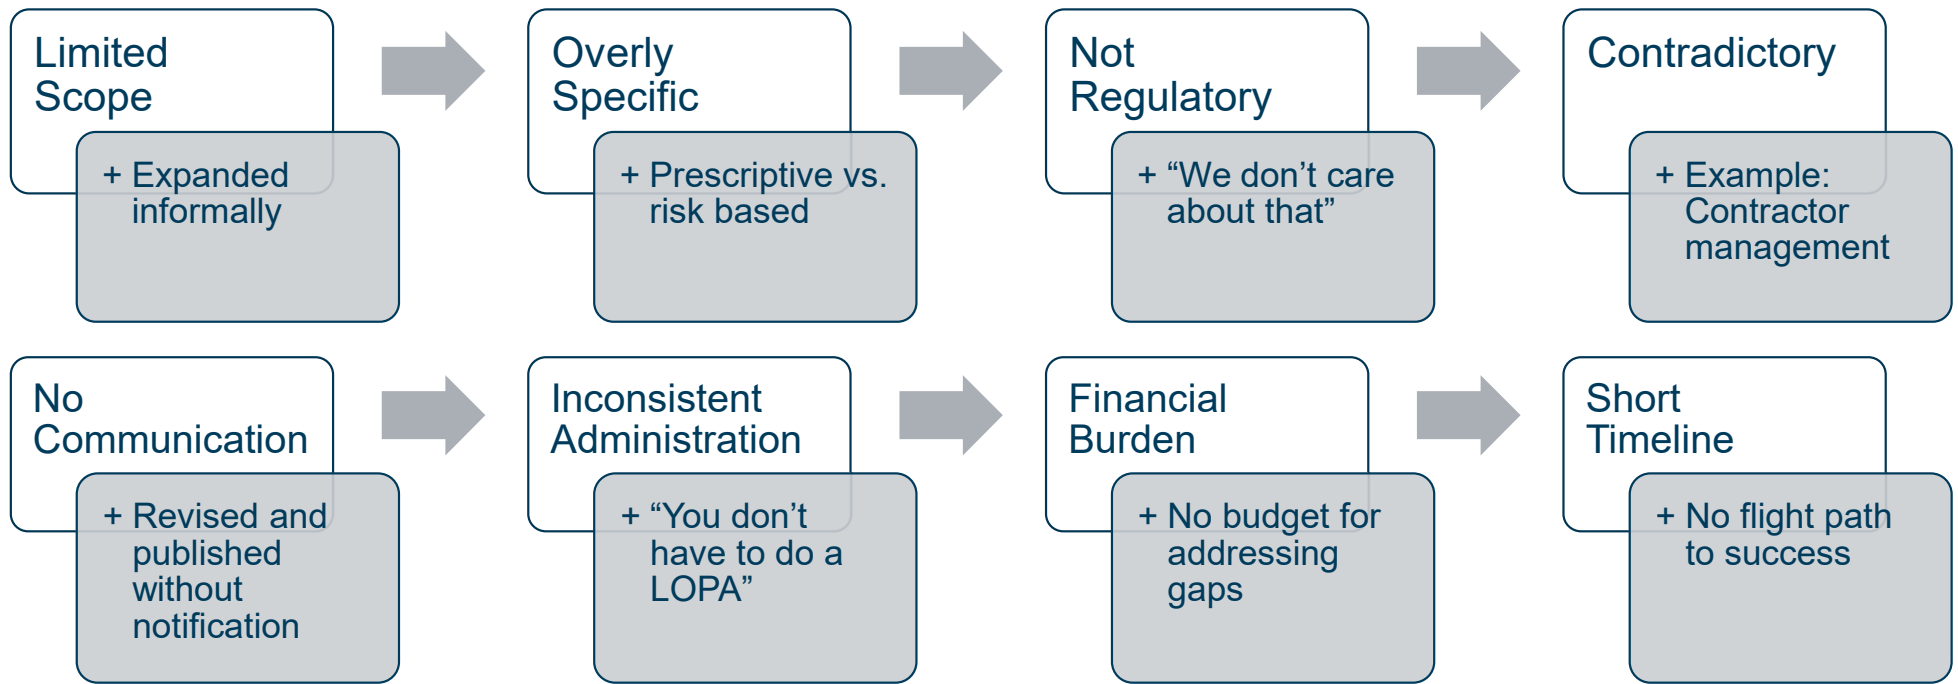 Limited
Scope
+ Expanded
informally
Overly
Specific
+ Prescriptive vs.
risk based
Not
Regulatory
+ “We don’t care
about that”
Contradictory
+ Example:
Contractor
management
No
Communication
+ Revised and
published
without
notification
Inconsistent
Administration
+ “You don’t
have to do a
LOPA”
Financial
Burden
+ No budget for
addressing
gaps
Short
Timeline
+ No flight path
to success